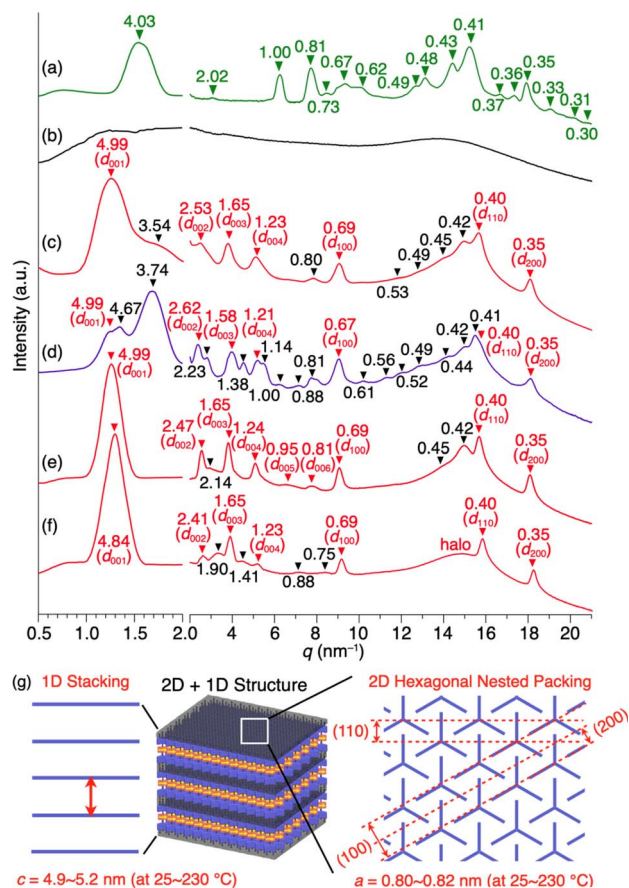 (a)
4.03
2.02
1.00
0.81
0.73
0.67
0.62
0.49
0.48
0.43
0.41
0.37
0.36
0.35
0.33
0.31
0.30
(b)
4.99
(d001)
3.54
2.53
(d002)
1.65
(d003)
1.23
(d004)
0.80
0.69
(d100)
0.53
0.49
0.45
0.42
0.40
(d110)
0.35
(d200)
(c)
4.99
(d001)
4.67
3.74
2.62
(d002)
2.23
1.58
(d003)
1.38
1.21
(d004)
1.14
1.00
0.88
0.81
0.67
(d100)
0.61
0.56
0.52
0.49
0.44
0.42
0.41
0.40
(d110)
0.35
(d200)
(d)
4.99
(d001)
2.47
(d002)
2.14
1.65
(d003)
1.24
(d004)
0.95
(d005)
0.81
(d006)
0.69
(d100)
0.45
0.42
0.40
(d110)
0.35
(d200)
(e)
4.84
(d001)
2.41
(d002)
1.90
1.65
(d003)
1.41
1.23
(d004)
0.88
0.75
0.69
(d100)
halo
0.40
(d110)
0.35
(d200)
(f)
Intensity (a.u.)
0.5 1.0 1.5 2.0 4 6 8 10 12 14 16 18 20
q (nm⁻¹)
(g) 1D Stacking
2D + 1D Structure
2D Hexagonal Nested Packing
(110)
(200)
(100)
c = 4.9~5.2 nm (at 25~230 °C)
a = 0.80~0.82 nm (at 25~230 °C)